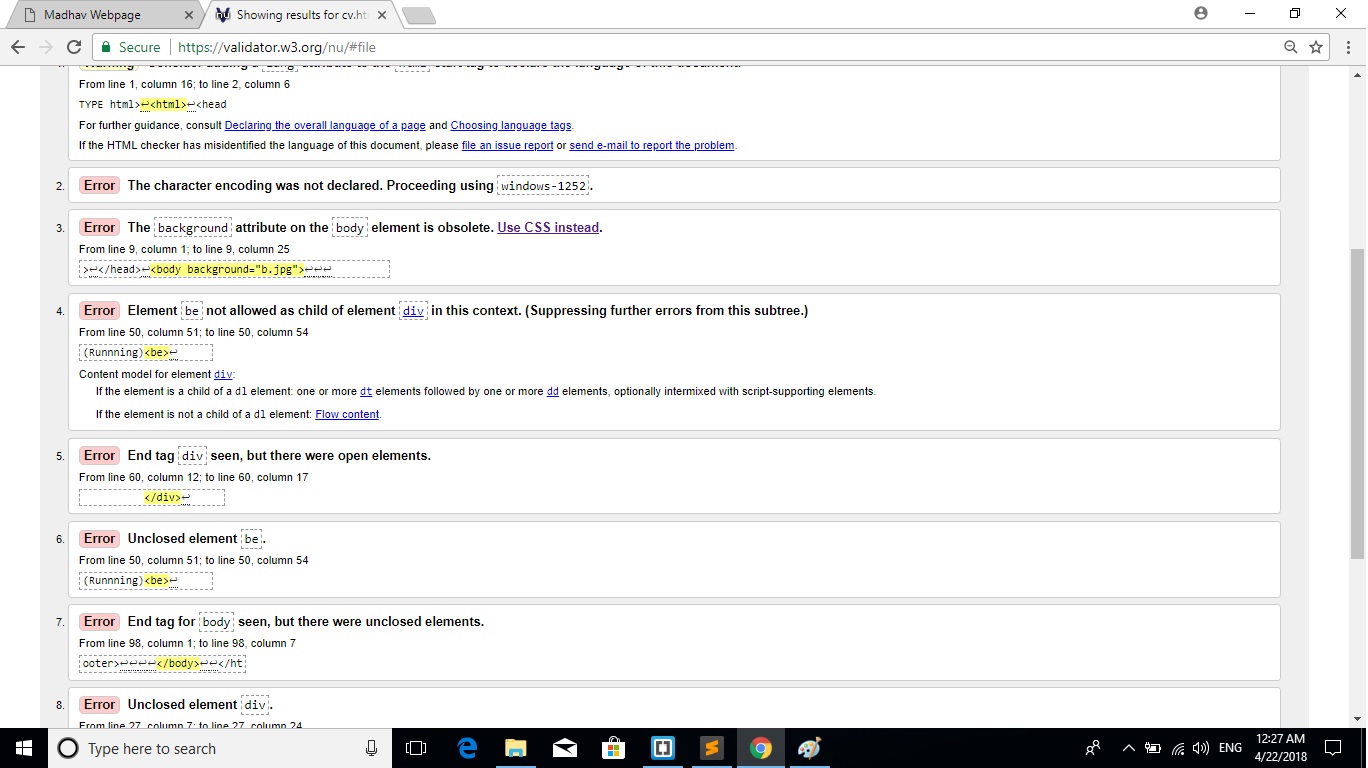 Madhav Webpage
Showing results for cv.ht
Secure
https://validator.w3.org/nu/#file
From line 1, column 16; to line 2, column 6
TYPE html>↩<html>↩<head
For further guidance, consult Declaring the overall language of a page and Choosing language tags.
If the HTML checker has misidentified the language of this document, please file an issue report or send e-mail to report the problem.
2. Error The character encoding was not declared. Proceeding using windows-1252.
3. Error The background attribute on the body element is obsolete. Use CSS instead.
From line 9, column 1; to line 9, column 25
>↩</head>↩<body background="b.jpg">↩↩↩
4. Error Element be not allowed as child of element div in this context. (Suppressing further errors from this subtree.)
From line 50, column 51; to line 50, column 54
(Runnning)<be>↩
Content model for element div:
If the element is a child of a dl element: one or more dt elements followed by one or more dd elements, optionally intermixed with script-supporting elements.
If the element is not a child of a dl element: Flow content.
5. Error End tag div seen, but there were open elements.
From line 60, column 12; to line 60, column 17
</div>↩
6. Error Unclosed element be.
From line 50, column 51; to line 50, column 54
(Runnning)<be>↩
7. Error End tag for body seen, but there were unclosed elements.
From line 98, column 1; to line 98, column 7
ooter>↩↩↩↩</body>↩↩</ht
8. Error Unclosed element div.
From line 27, column 7; to line 27, column 24
Type here to search
ENG
12:27 AM
4/22/2018